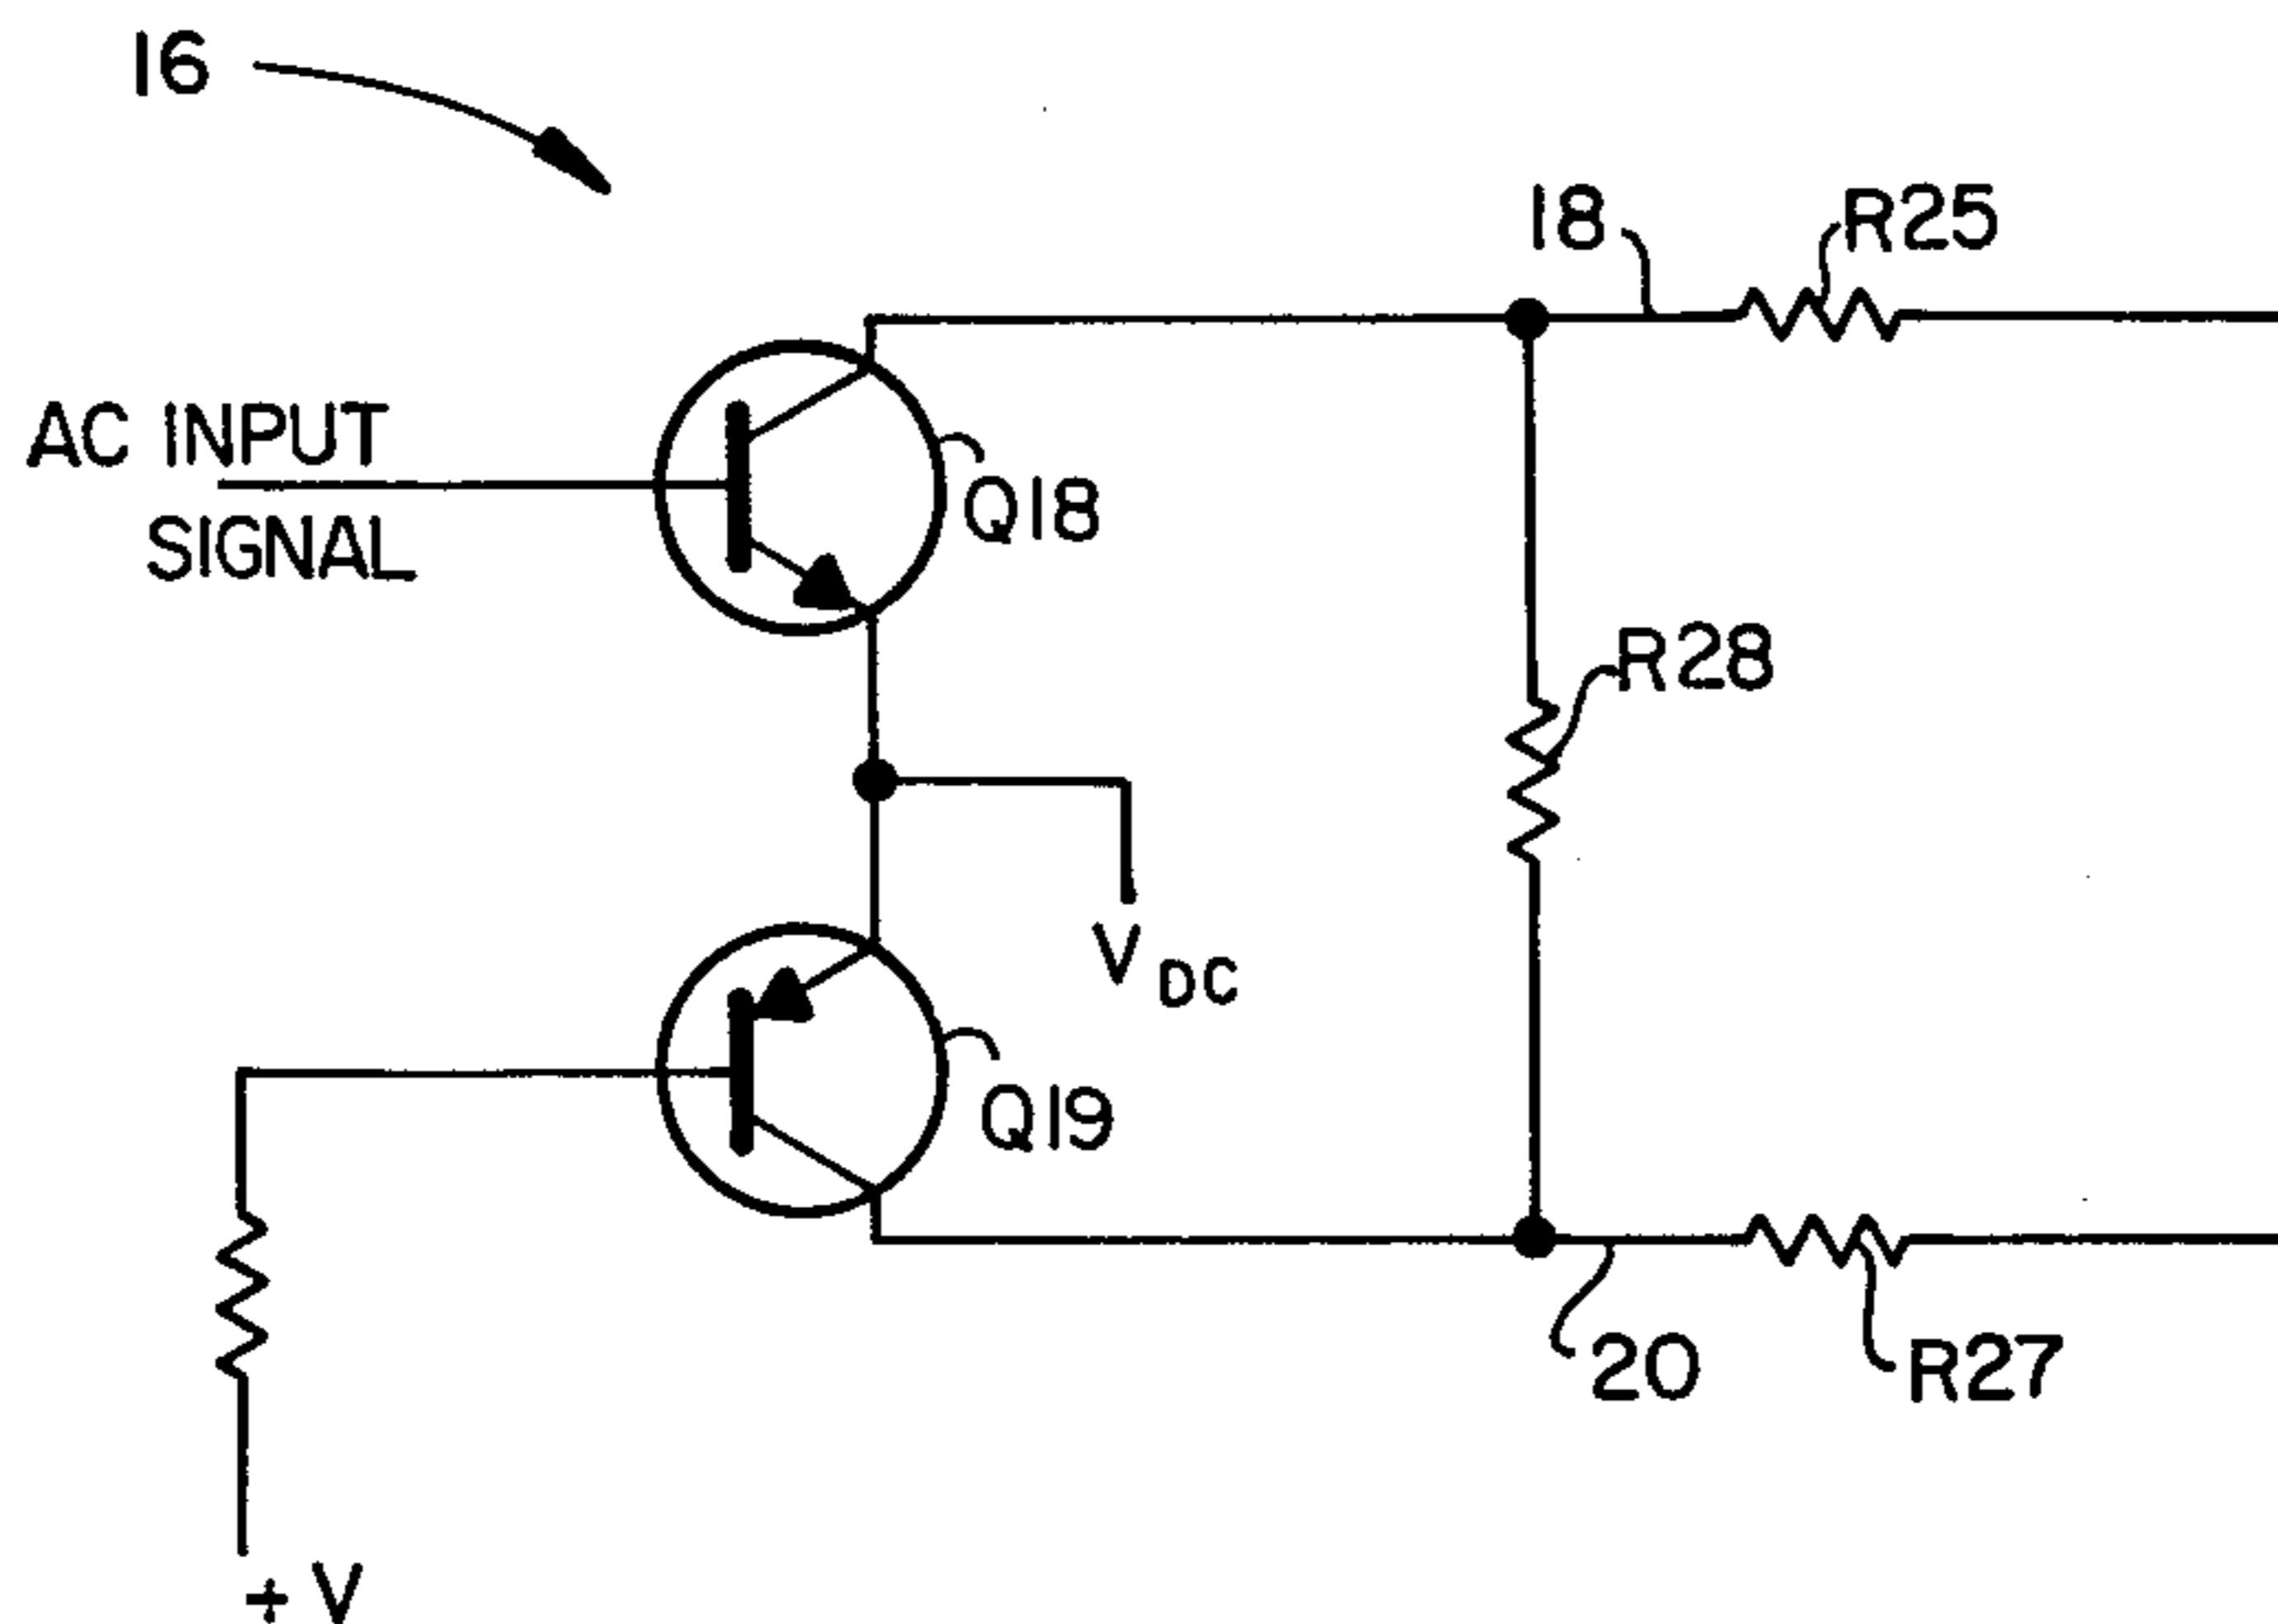 16
18
R25
AC INPUT
SIGNAL
Q18
R28
VDC
Q19
20
R27
+V